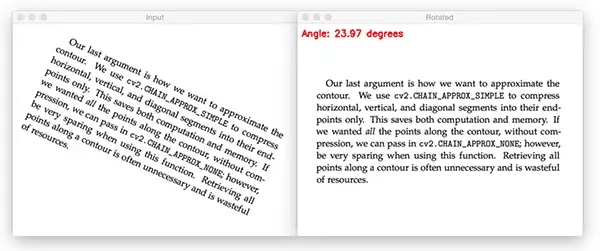 Input
Our last argument is how we want to approximate the
contour. We use cv2.CHAIN_APPROX_SIMPLE to compress
horizontal, vertical, and diagonal segments into their end-
points only. This saves both computation and memory. If
we wanted all the points along the contour, without com-
pression, we can pass in cv2.CHAIN_APPROX_NONE; however,
be very sparing when using this function. Retrieving all
points along a contour is often unnecessary and is wasteful
of resources.
Rotated
Angle: 23.97 degrees
Our last argument is how we want to approximate the
contour. We use cv2.CHAIN_APPROX_SIMPLE to compress
horizontal, vertical, and diagonal segments into their end-
points only. This saves both computation and memory. If
we wanted all the points along the contour, without com-
pression, we can pass in cv2.CHAIN_APPROX_NONE; however,
be very sparing when using this function. Retrieving all
points along a contour is often unnecessary and is wasteful
of resources.